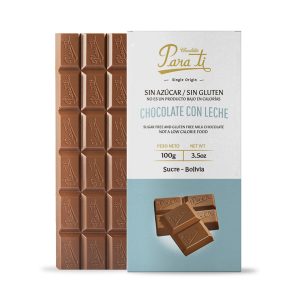 Chocolates
Para ti
Single Origin
SIN AZÚCAR / SIN GLUTEN
NO ES UN PRODUCTO BAJO EN CALORÍAS
CHOCOLATE CON LECHE
SUGAR FREE AND GLUTEN FREE MILK CHOCOLATE
NOT A LOW CALORIE FOOD
PESO NETO NET WT
100g 3.5oz
Sucre - Bolivia